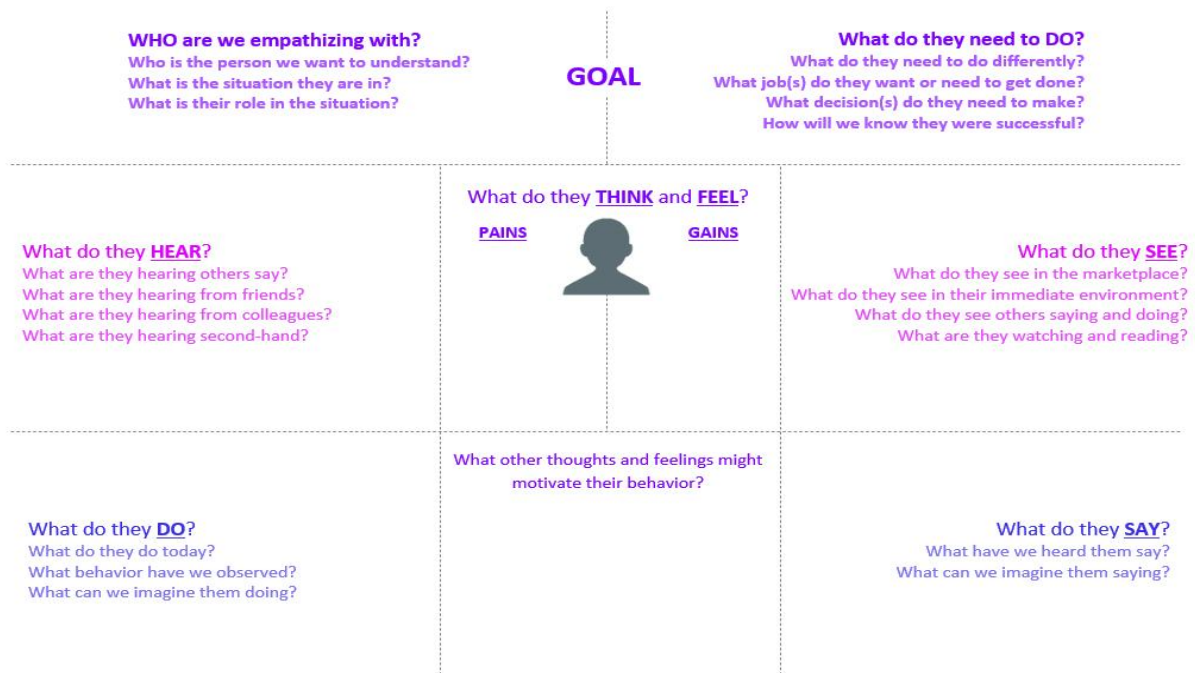 WHO are we empathizing with?
Who is the person we want to understand?
What is the situation they are in?
What is their role in the situation?
GOAL
What do they need to DO?
What do they need to do differently?
What job(s) do they want or need to get done?
What decision(s) do they need to make?
How will we know they were successful?
What do they THINK and FEEL?
PAINS
GAINS
What do they HEAR?
What are they hearing others say?
What are they hearing from friends?
What are they hearing from colleagues?
What are they hearing second-hand?
What do they SEE?
What do they see in the marketplace?
What do they see in their immediate environment?
What do they see others saying and doing?
What are they watching and reading?
What other thoughts and feelings might
motivate their behavior?
What do they DO?
What do they do today?
What behavior have we observed?
What can we imagine them doing?
What do they SAY?
What have we heard them say?
What can we imagine them saying?